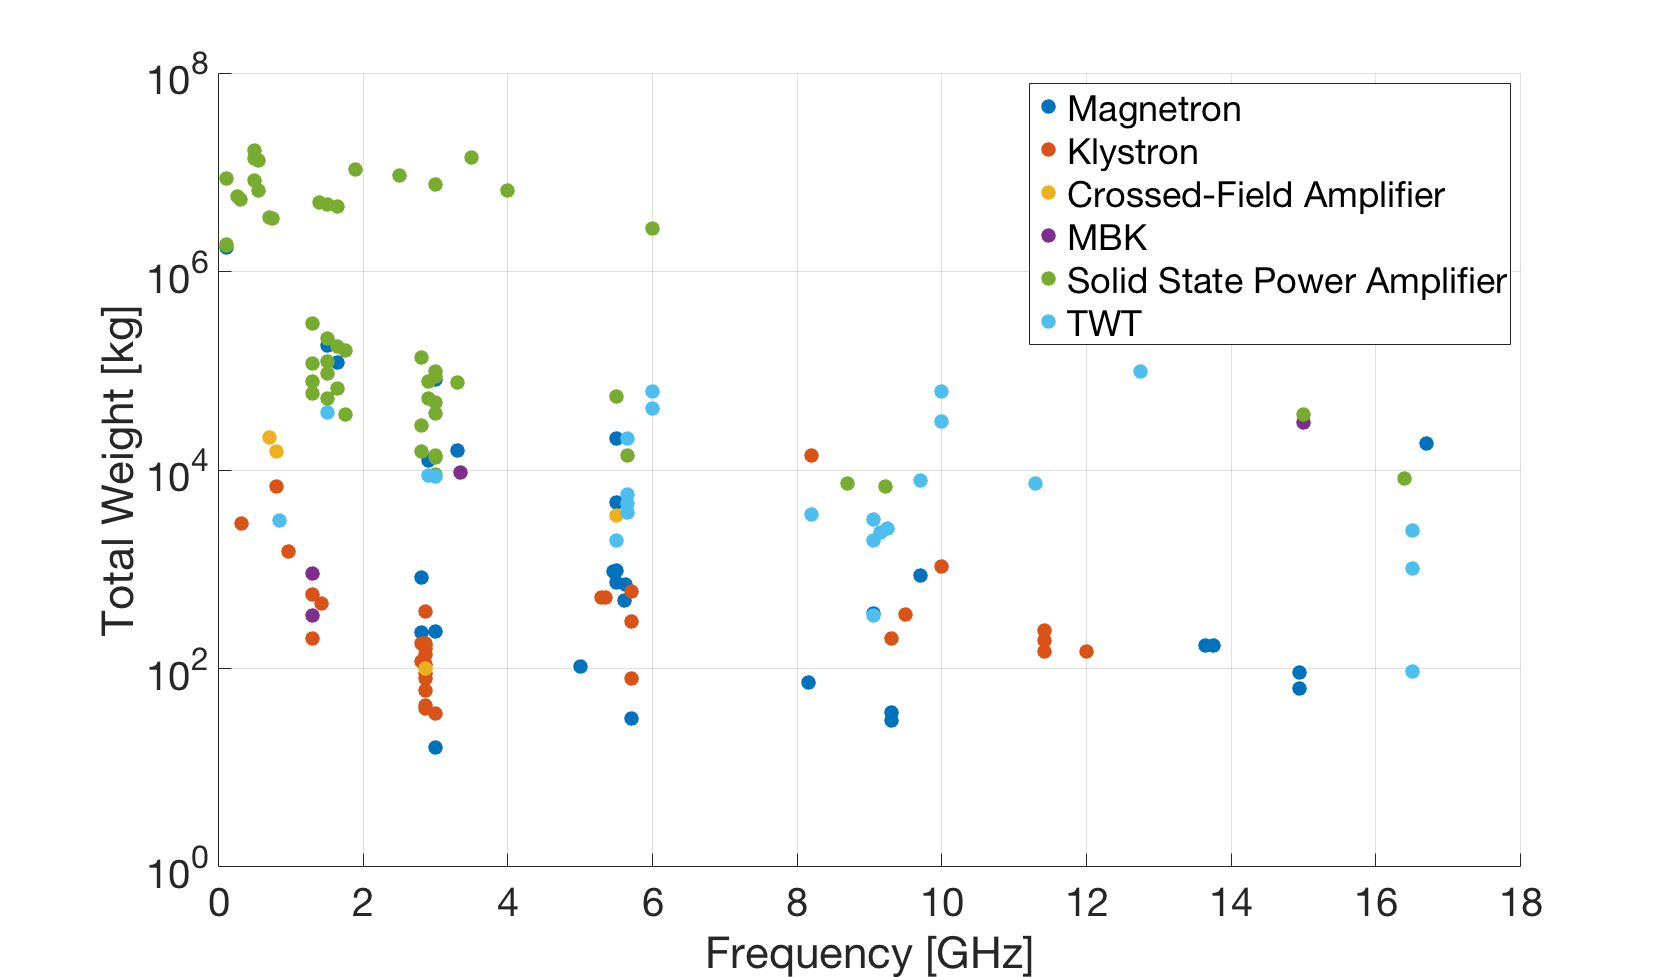 10^8
10^6
10^4
10^2
10^0
Total Weight [kg]
Magnetron
Klystron
Crossed-Field Amplifier
MBK
Solid State Power Amplifier
TWT
0 2 4 6 8 10 12 14 16 18
Frequency [GHz]